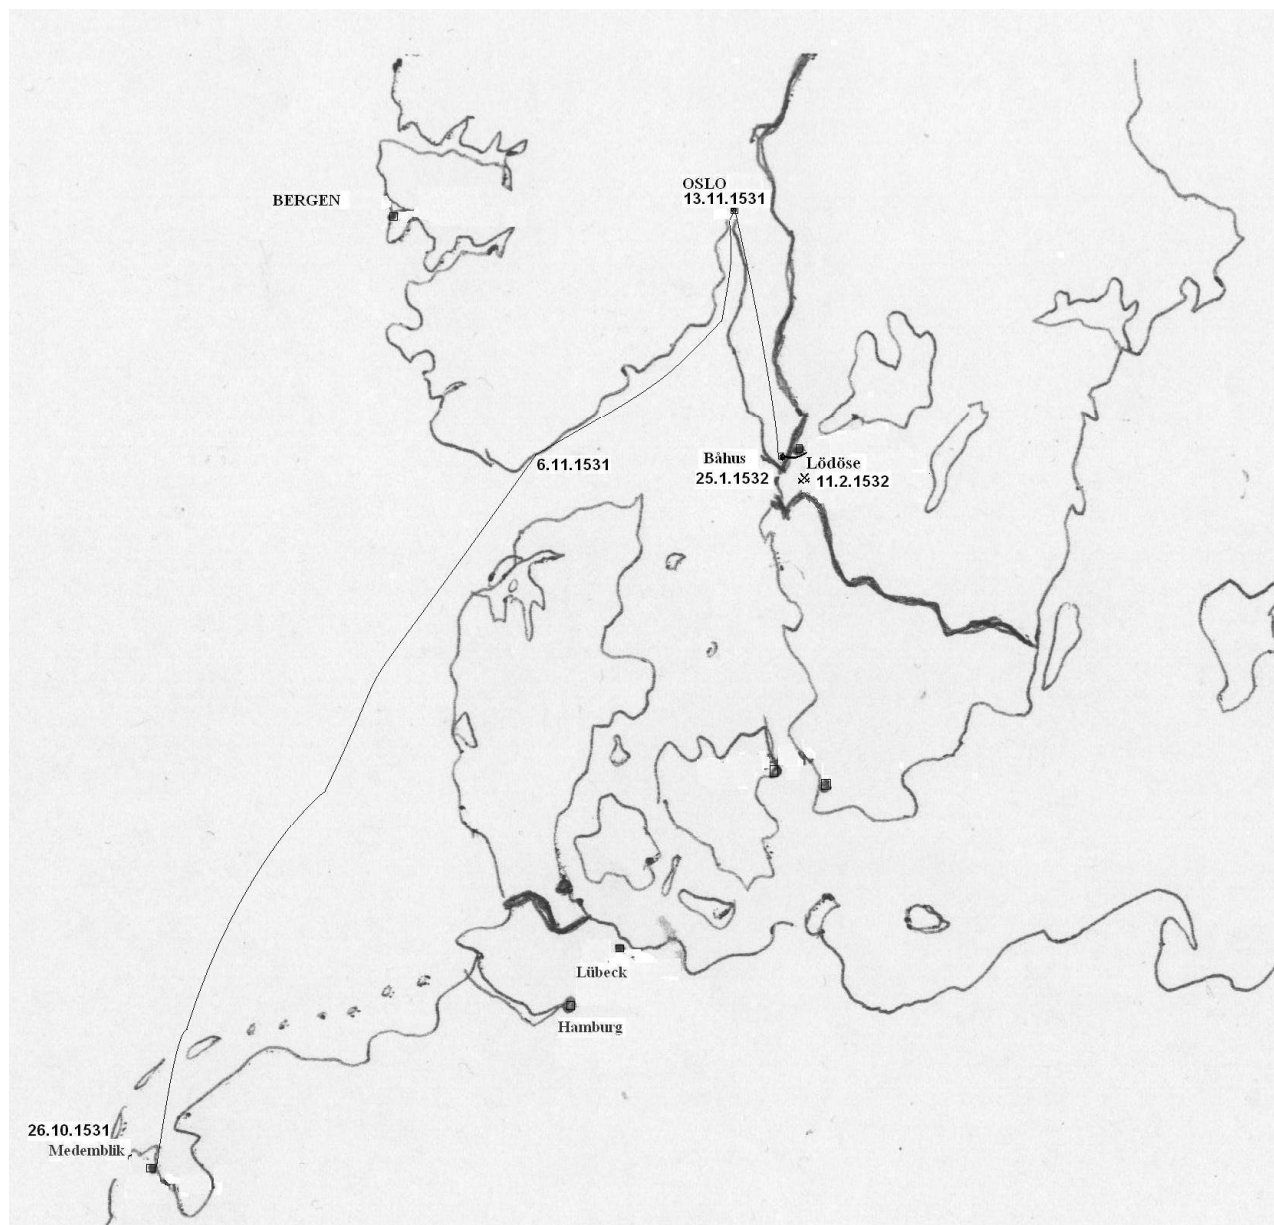 OSLO
13.11.1531
BERGEN
6.11.1531
Båhus
25.1.1532
Lödöse
11.2.1532
Lübeck
Hamburg
26.10.1531
Medemblik